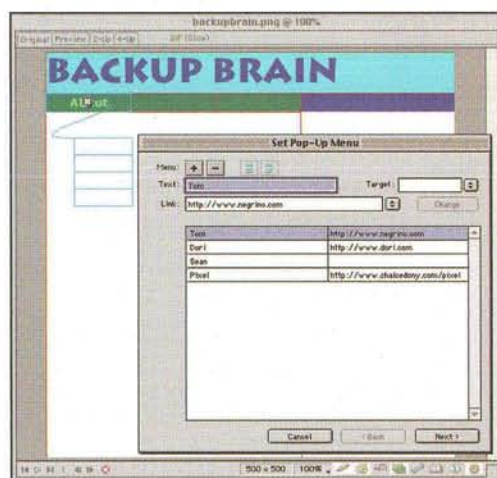 backupbrain.png @ 100%
Original Preview 2-Up 4-Up GIF
BACKUP BRAIN
About
Set Pop-Up Menu
Menu:
Text: Tom Target:
Link: http://www.negrino.com Change
Tom http://www.negrino.com
Dori http://www.dori.com
Sean
Pixel http://www.chalcedony.com/pixel
Cancel < Back Next >
500 x 500 100%